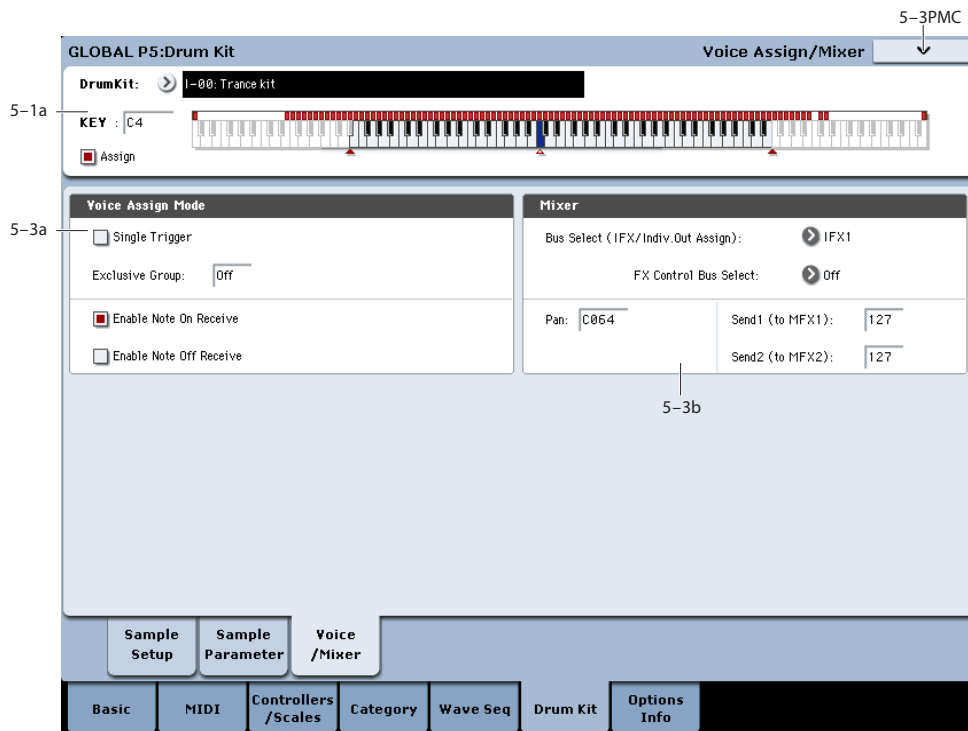 5–3PMC
GLOBAL P5:Drum Kit
Voice Assign/Mixer
DrumKit:
I-00: Trance kit
5–1a
KEY : C4
Assign
Voice Assign Mode
Mixer
5–3a
Single Trigger
Bus Select (IFX/Indiv.Out Assign):
IFX1
Exclusive Group:
Off
FX Control Bus Select:
Off
Enable Note On Receive
Pan:
C064
Send1 (to MFX1):
127
Enable Note Off Receive
Send2 (to MFX2):
127
5–3b
Sample
Setup
Sample
Parameter
Voice
/Mixer
Basic
MIDI
Controllers
/Scales
Category
Wave Seq
Drum Kit
Options
Info